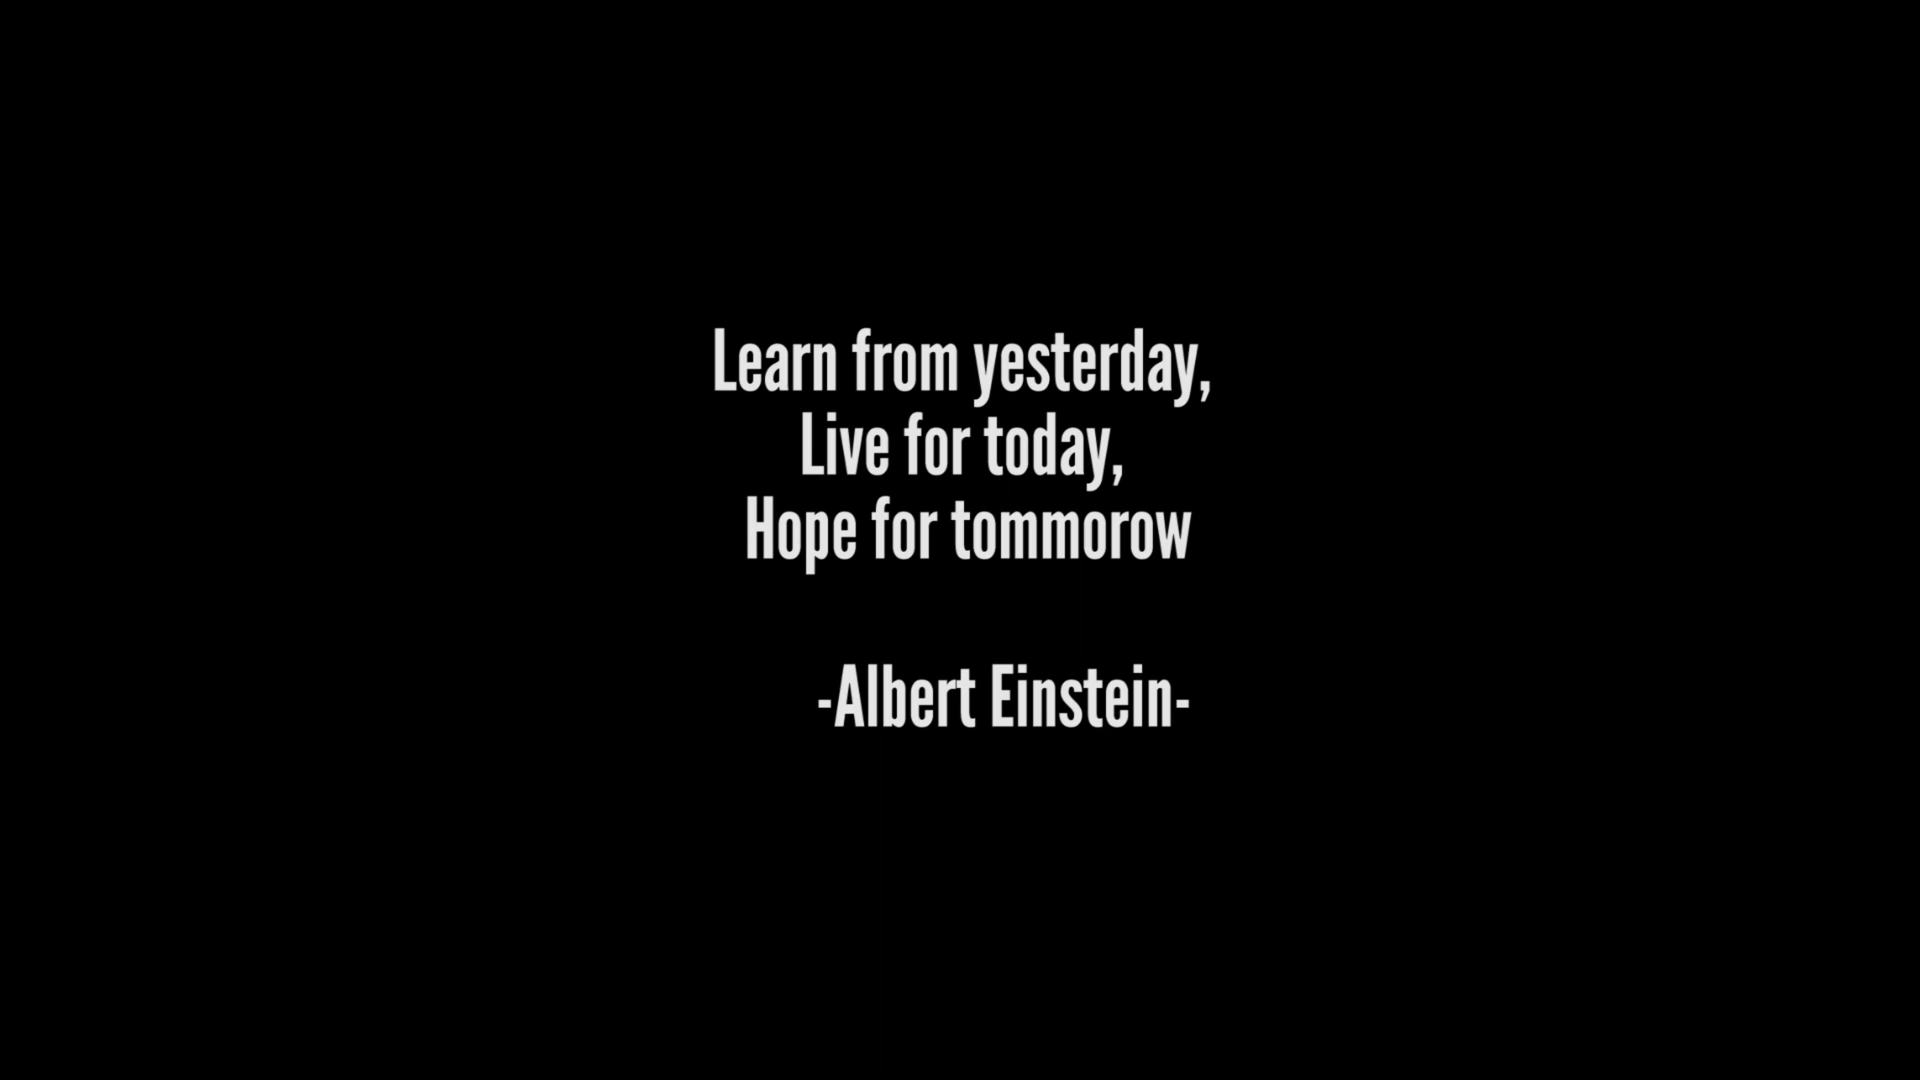 Learn from yesterday,
Live for today,
Hope for tommorow
-Albert Einstein-